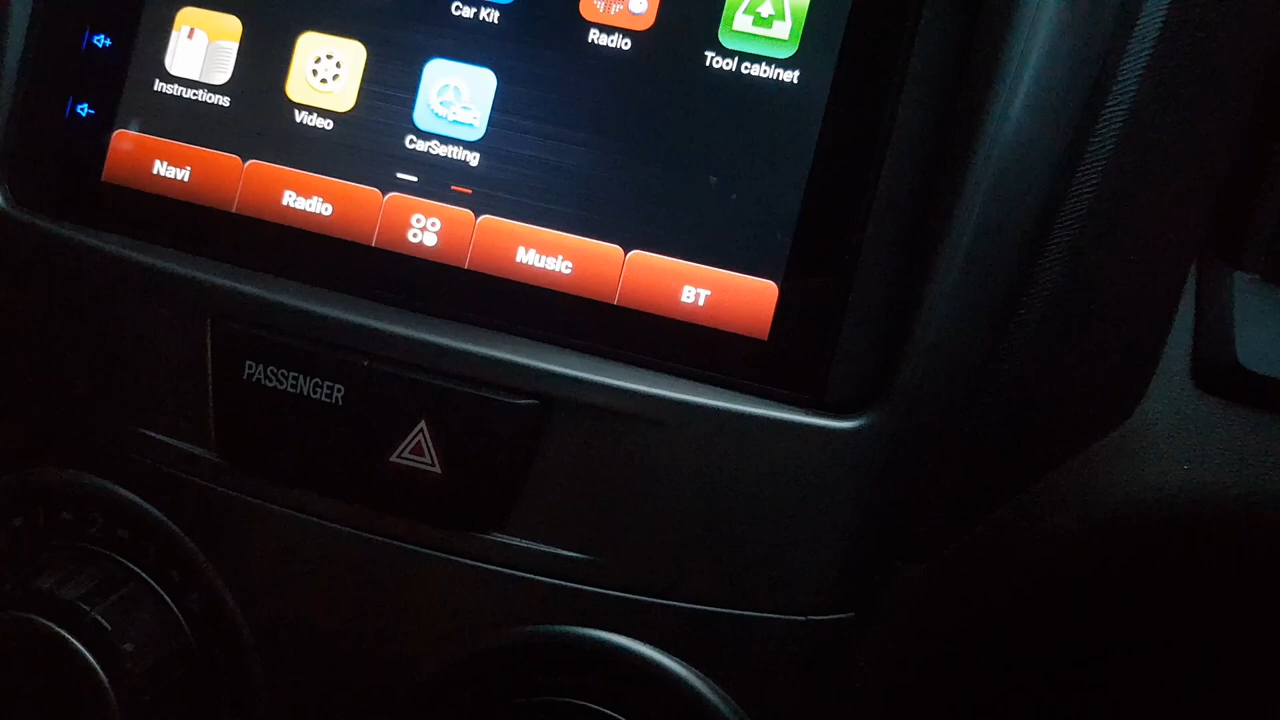 Car Kit
Radio
Tool cabinet
Instructions
Video
CarSetting
Navi
Radio
Music
BT
PASSENGER